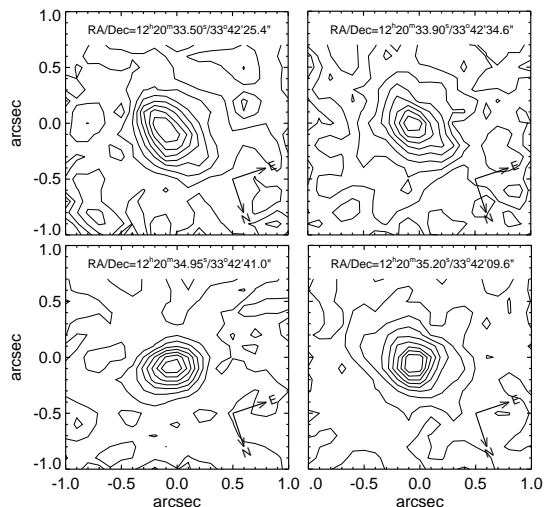 RA/Dec=12ʰ20ᵐ33.50ˢ/33°42'25.4"
RA/Dec=12ʰ20ᵐ33.90ˢ/33°42'34.6"
1.0
0.5
0.0
-0.5
-1.0
arcsec
E
N
E
N
RA/Dec=12ʰ20ᵐ34.95ˢ/33°42'41.0"
RA/Dec=12ʰ20ᵐ35.20ˢ/33°42'09.6"
1.0
0.5
0.0
-0.5
-1.0
arcsec
E
N
E
N
-1.0 -0.5 0.0 0.5 1.0
.0 -0.5 0.0 0.5 1.0
arcsec
arcsec